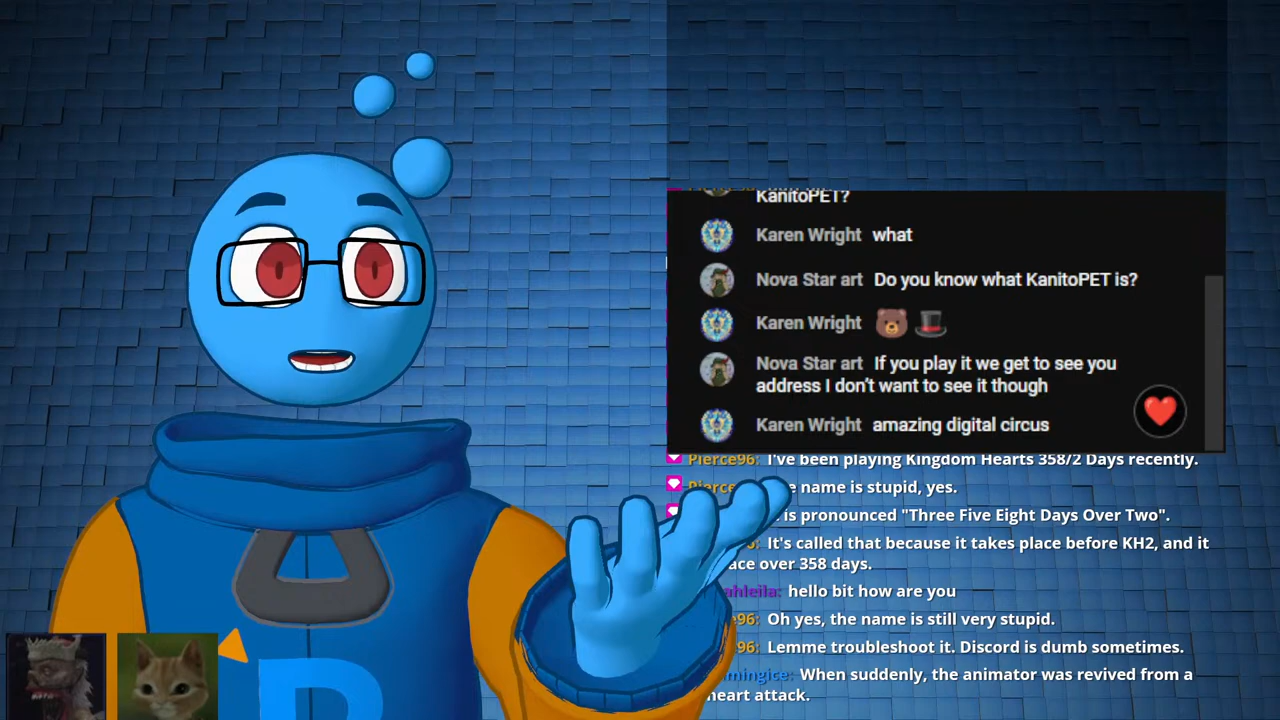 KanitoPET?
Karen Wright what
Nova Star art Do you know what KanitoPET is?
Karen Wright 🐻 🎩
Nova Star art If you play it we get to see you
address I don't want to see it though
Karen Wright amazing digital circus
Pierce96: I've been playing Kingdom Hearts 358/2 Days recently.
name is stupid, yes.
is pronounced "Three Five Eight Days Over Two".
It's called that because it takes place before KH2, and it
over 358 days.
hello bit how are you
Oh yes, the name is still very stupid.
Lemme troubleshoot it. Discord is dumb sometimes.
When suddenly, the animator was revived from a
heart attack.